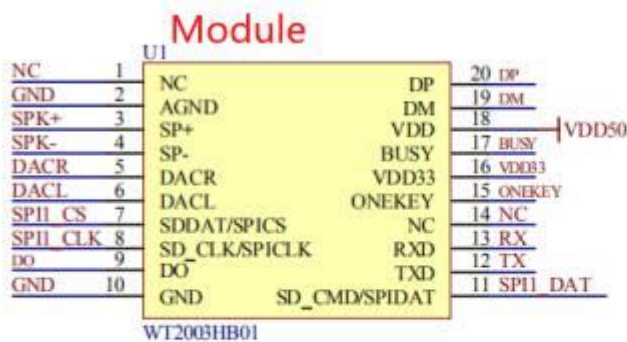 Module
U1
NC 1 NC DP 20 DP
GND 2 AGND DM 19 DM
SPK+ 3 SP+ VDD 18 VDD50
SPK- 4 SP- BUSY 17 BUSY
DACR 5 DACR VDD33 16 VDD33
DACL 6 DACL ONEKEY 15 ONEKEY
SPI1_CS 7 SDDAT/SPICS NC 14 NC
SPI1_CLK 8 SD_CLK/SPICLK RXD 13 RX
DO 9 DO TXD 12 TX
GND 10 GND SD_CMD/SPIDAT 11 SPI1_DAT
WT2003HB01